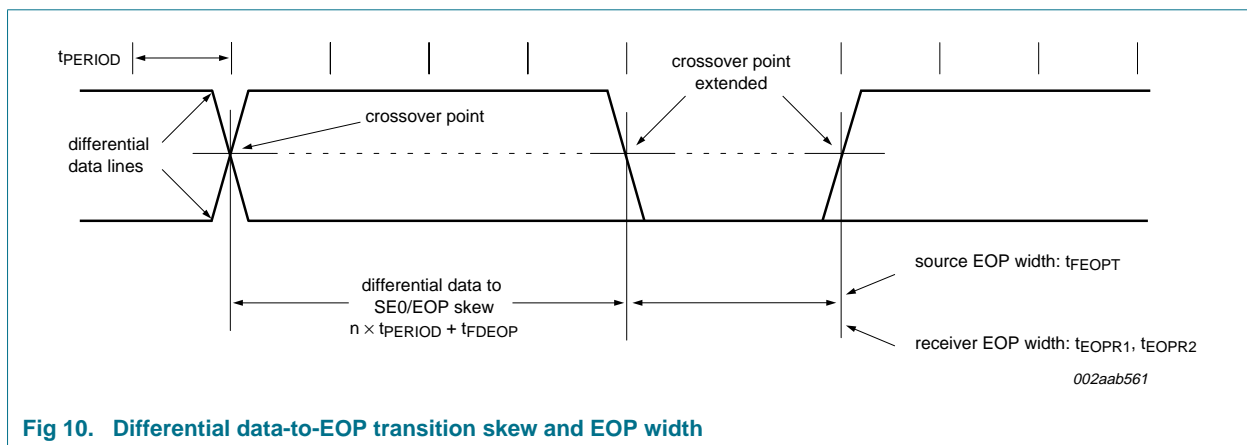 tPERIOD
crossover point
extended
crossover point
differential
data lines
differential data to
SE0/EOP skew
n × tPERIOD + tFDEOP
source EOP width: tFEOPT
receiver EOP width: tEOPR1, tEOPR2
002aab561
Fig 10. Differential data-to-EOP transition skew and EOP width